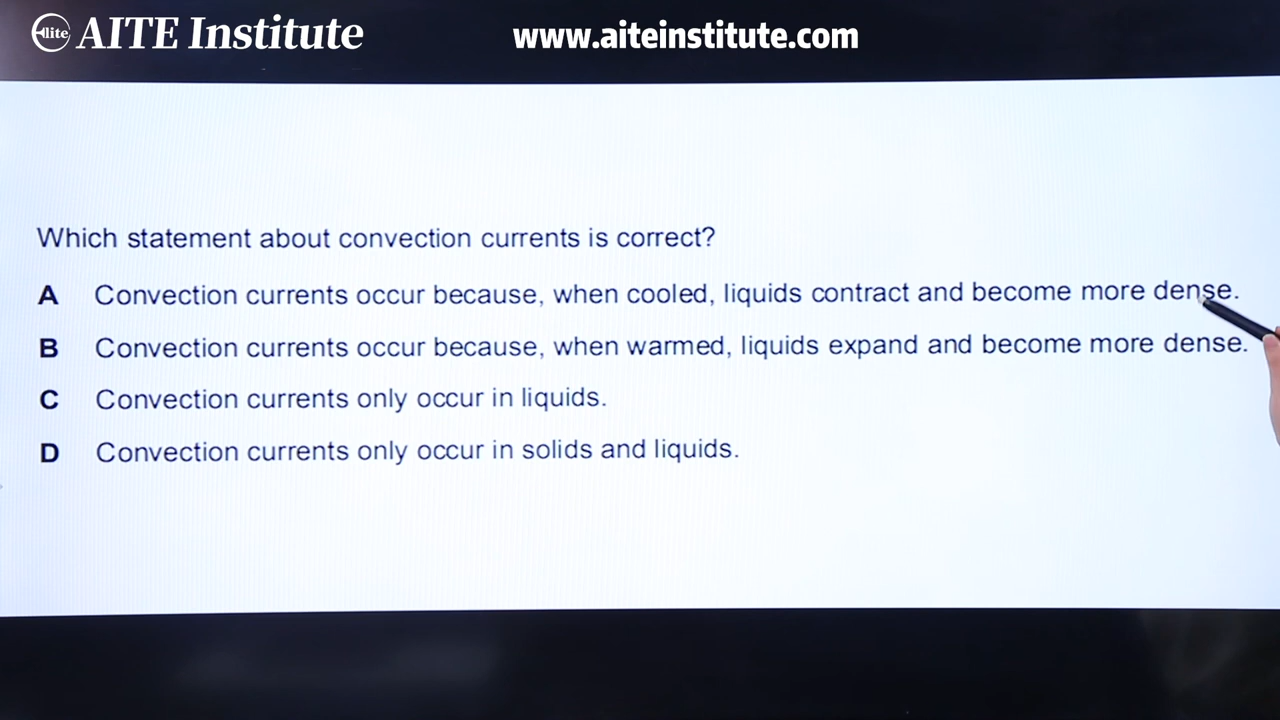 Elite AITE Institute
www.aiteinstitute.com
Which statement about convection currents is correct?
A Convection currents occur because, when cooled, liquids contract and become more dense.
B Convection currents occur because, when warmed, liquids expand and become more dense.
C Convection currents only occur in liquids.
D Convection currents only occur in solids and liquids.